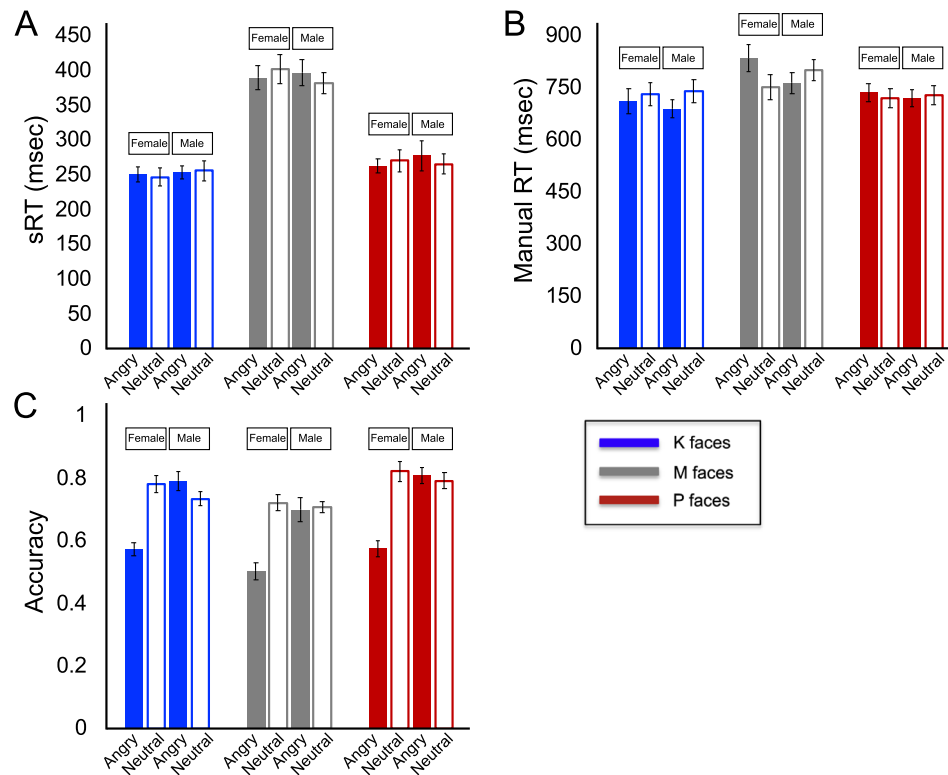 A
sRT (msec)
450
400
350
300
250
200
150
100
50
0
Female Male
Female Male
Female Male
Angry Neutral Angry Neutral
Angry Neutral Angry Neutral
Angry Neutral Angry Neutral
B
Manual RT (msec)
900
750
600
450
300
150
0
Female Male
Female Male
Female Male
Angry Neutral Angry Neutral
Angry Neutral Angry Neutral
Angry Neutral Angry Neutral
C
Accuracy
1
0.8
0.6
0.4
0.2
0
Female Male
Female Male
Female Male
Angry Neutral Angry Neutral
Angry Neutral Angry Neutral
Angry Neutral Angry Neutral
K faces
M faces
P faces